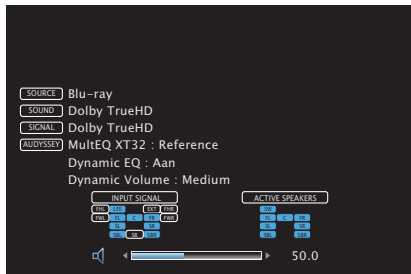 SOURCE Blu-ray
SOUND Dolby TrueHD
SIGNAL Dolby TrueHD
AUDYSSEY MultEQ XT32 : Reference
Dynamic EQ : Aan
Dynamic Volume : Medium
INPUT SIGNAL ACTIVE SPEAKERS
FHL LFE EXT FHR SW
FWL FL C FR FWR FL C FR
SL SR SL SR
SBL SB SBR SBL SBR
50.0